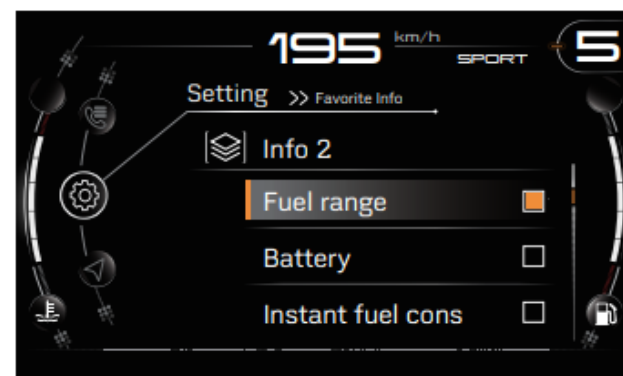 195 km/h SPORT 5
Setting >> Favorite Info
Info 2
Fuel range
Battery
Instant fuel cons